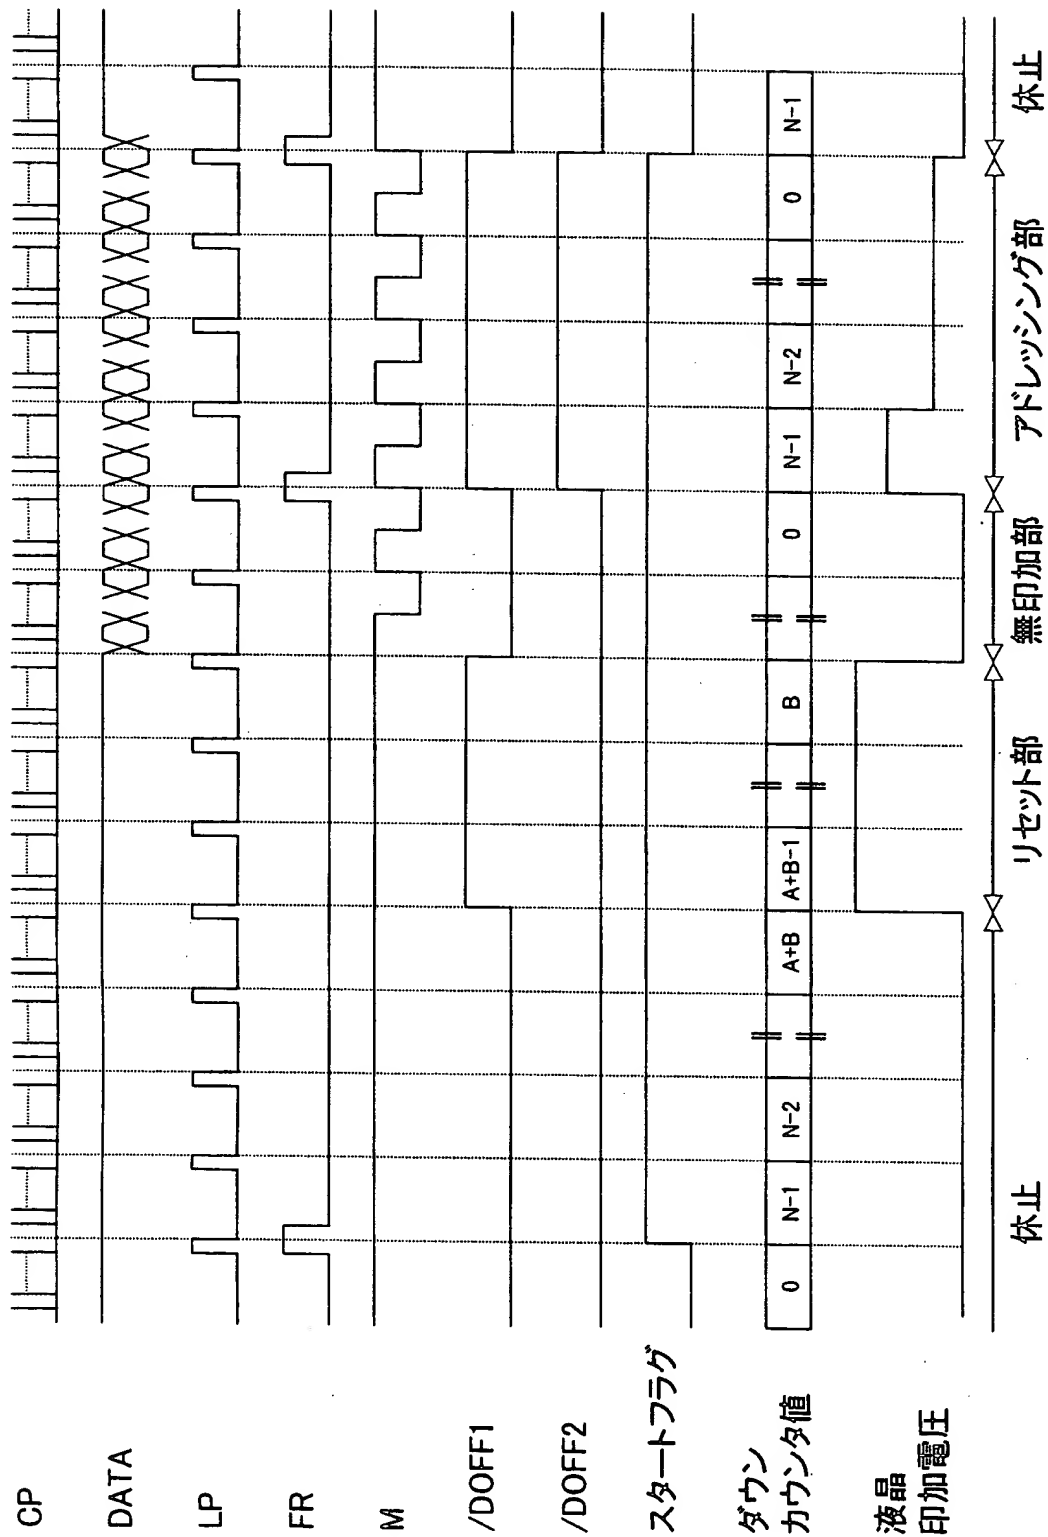 CP
DATA
LP
FR
M
/DOFF1
/DOFF2
スタートフラグ
ダウン
カウンタ値
0
N-1
N-2
A+B
A+B-1
B
0
N-1
N-2
0
N-1
液晶
印加電圧
休止
リセット部
無印加部
アドレッシング部
休止